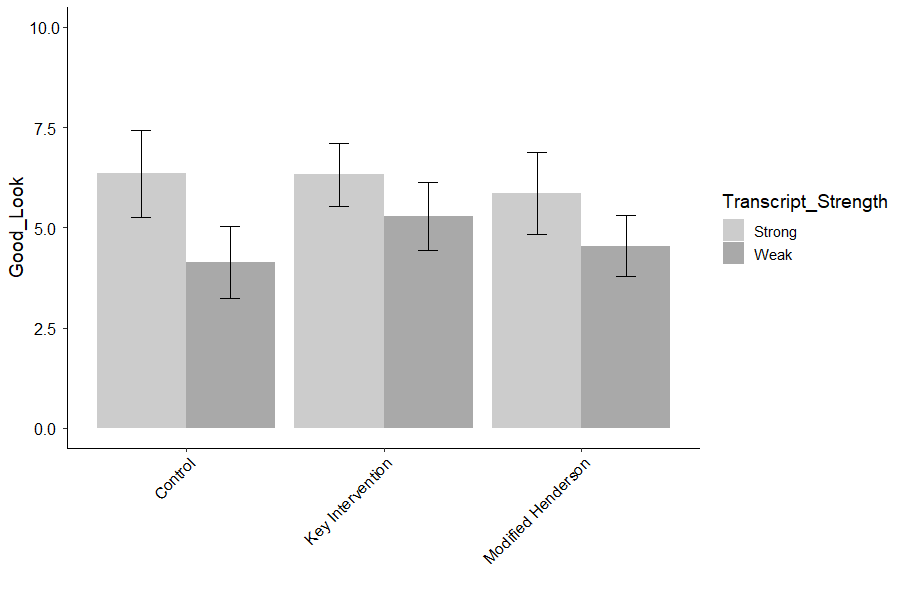 10.0
7.5
5.0
2.5
0.0
Good_Look
Control
Key Intervention
Modified Henderson
Transcript_Strength
Strong
Weak